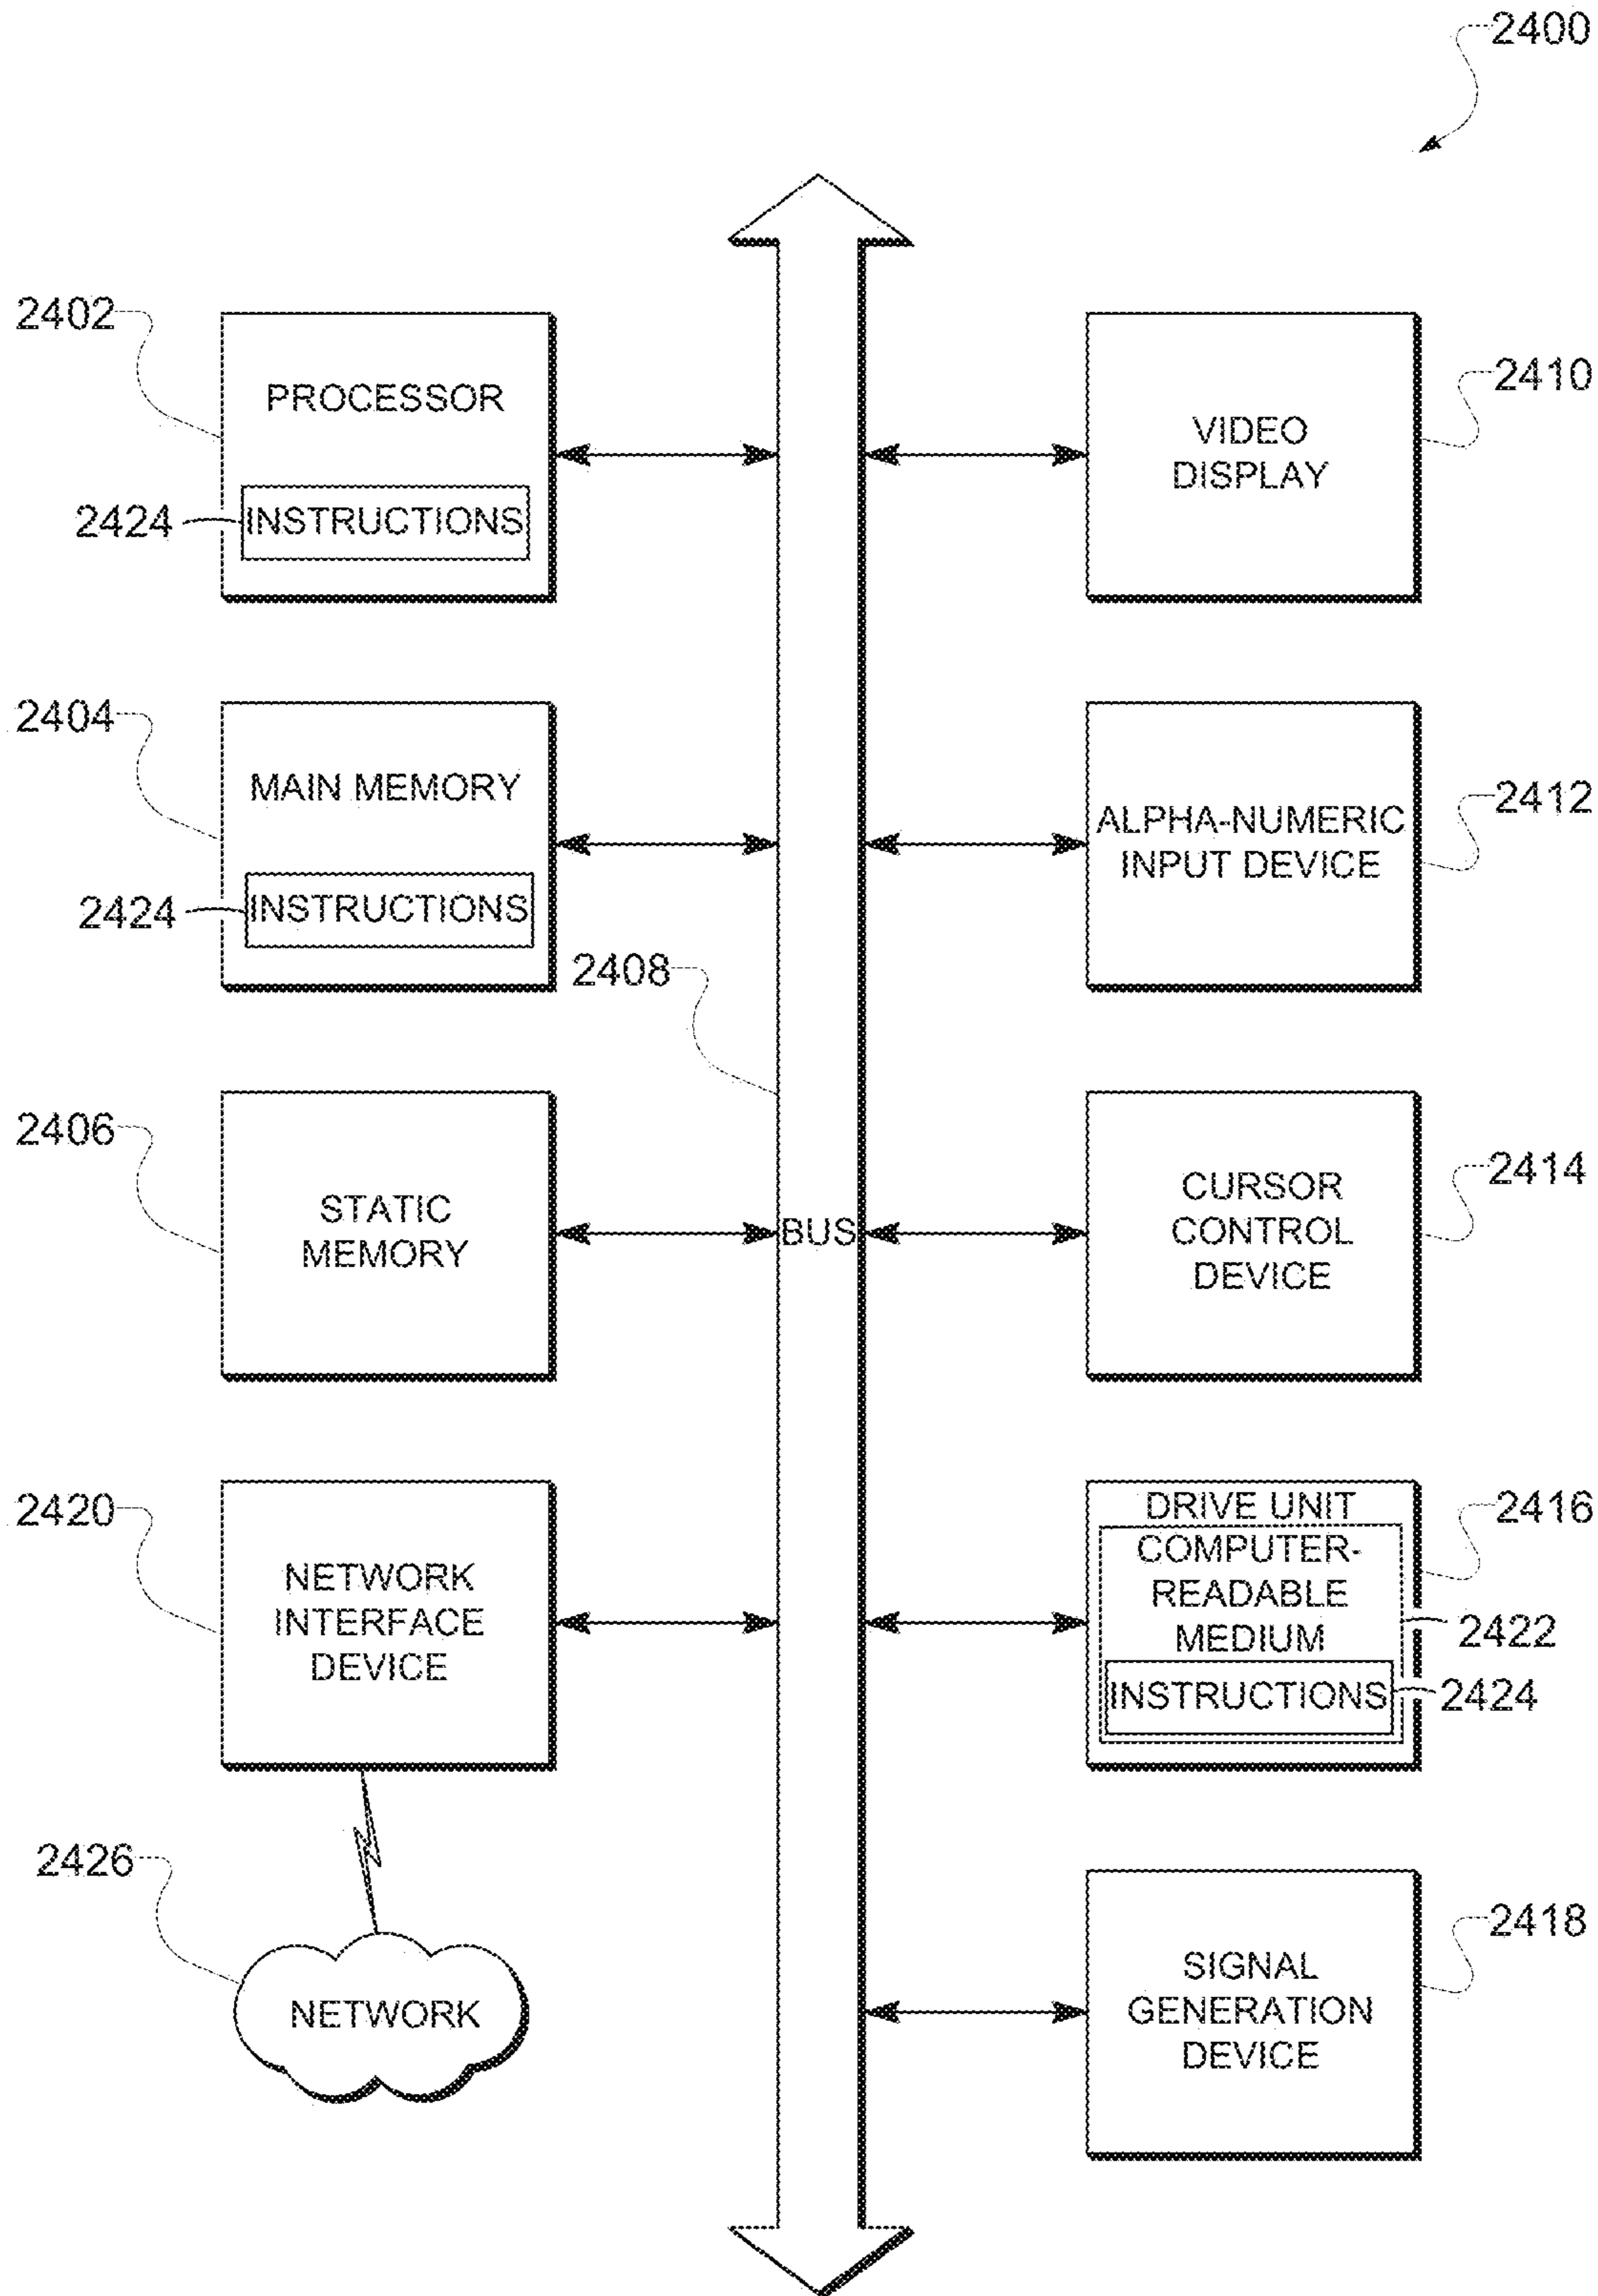 2400
2402
PROCESSOR
2424
INSTRUCTIONS
2410
VIDEO
DISPLAY
2404
MAIN MEMORY
2424
INSTRUCTIONS
2412
ALPHA-NUMERIC
INPUT DEVICE
2408
2406
STATIC
MEMORY
BUS
2414
CURSOR
CONTROL
DEVICE
2420
NETWORK
INTERFACE
DEVICE
2416
DRIVE UNIT
COMPUTER-
READABLE
MEDIUM
2422
INSTRUCTIONS
2424
2426
NETWORK
2418
SIGNAL
GENERATION
DEVICE